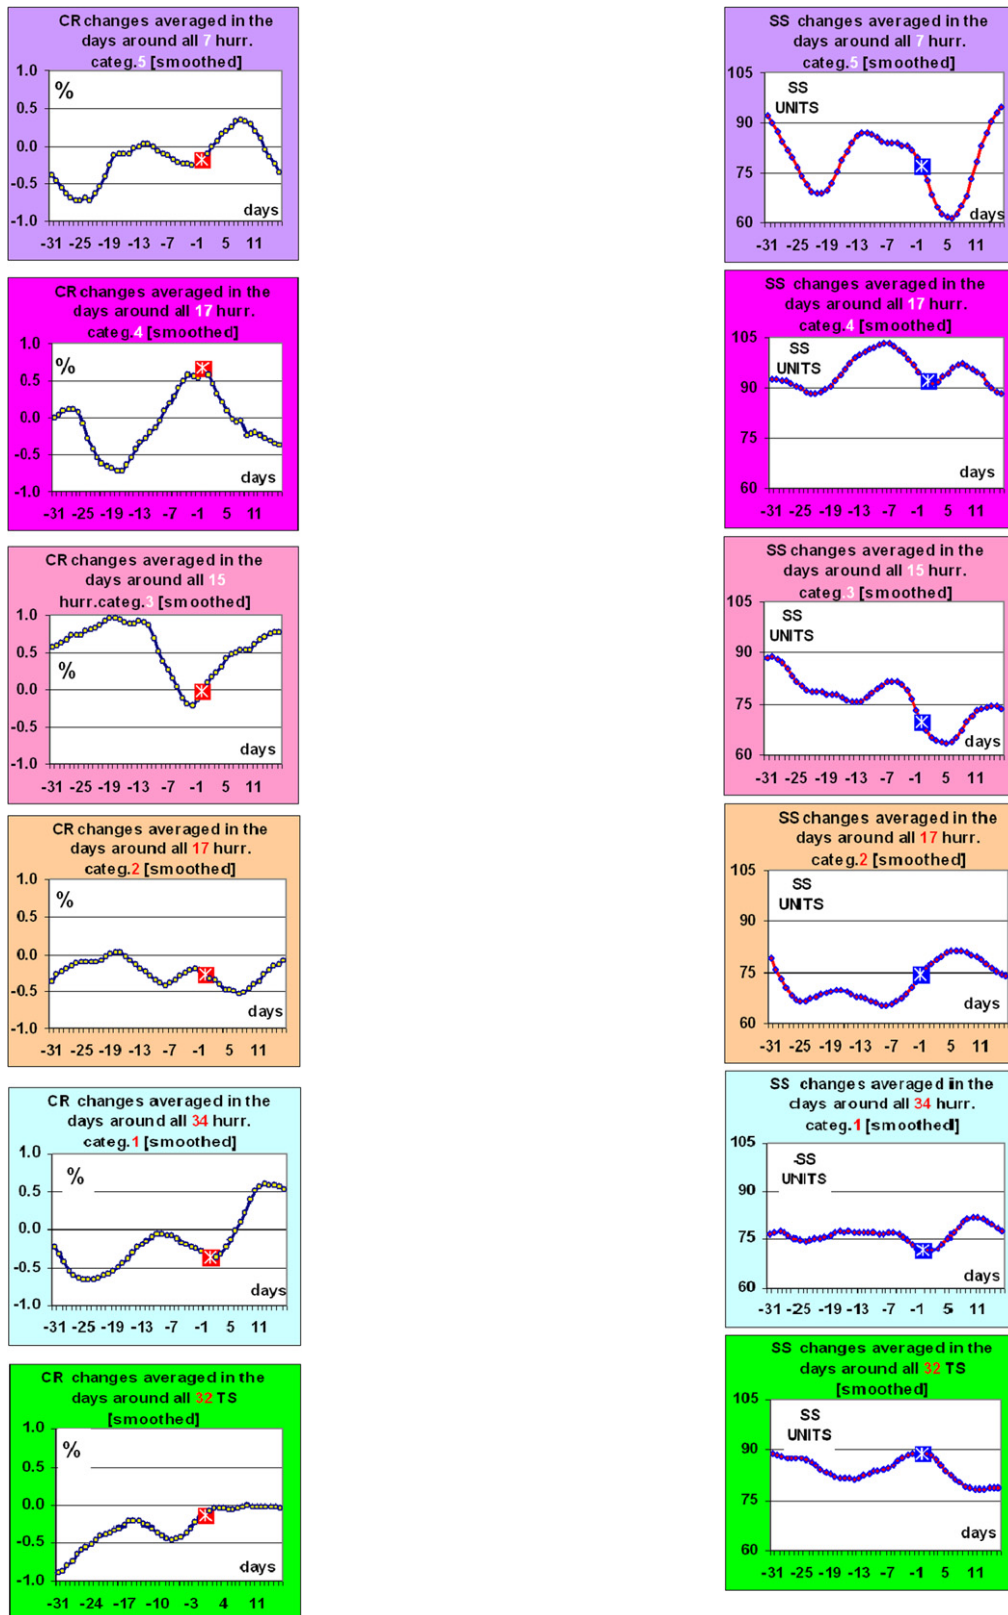 CR changes averaged in the
days around all 7 hurr.
categ.5 [smoothed]
1.0
%
0.5
0.0
-0.5
days
-1.0
-31 -25 -19 -13 -7 -1 5 11
SS changes averaged in the
days around all 7 hurr.
categ.5 [smoothed]
105
SS
UNITS
90
75
days
60
-31 -25 -19 -13 -7 -1 5 11
CR changes averaged in the
days around all 17 hurr.
categ.4 [smoothed]
1.0
%
0.5
0.0
-0.5
days
-1.0
-31 -25 -19 -13 -7 -1 5 11
SS changes averaged in the
days around all 17 hurr.
categ.4 [smoothed]
105
SS
UNITS
90
75
days
60
-31 -25 -19 -13 -7 -1 5 11
CR changes averaged in the
days around all 15
hurr.categ.3 [smoothed]
1.0
0.5
%
0.0
-0.5
days
-1.0
-31 -25 -19 -13 -7 -1 5 11
SS changes averaged in the
days around all 15 hurr.
categ.3 [smoothed]
105
SS
UNITS
90
75
days
60
-31 -25 -19 -13 -7 -1 5 11
CR changes averaged in the
days around all 17 hurr.
categ.2 [smoothed]
1.0
%
0.5
0.0
-0.5
days
-1.0
-31 -25 -19 -13 -7 -1 5 11
SS changes averaged in the
days around all 17 hurr.
categ.2 [smoothed]
105
SS
UNITS
90
75
days
60
-31 -25 -19 -13 -7 -1 5 11
CR changes averaged in the
days around all 34 hurr.
categ.1 [smoothed]
1.0
%
0.5
0.0
-0.5
days
-1.0
-31 -25 -19 -13 -7 -1 5 11
SS changes averaged in the
days around all 34 hurr.
categ.1 [smoothed]
105
-SS
UNITS
90
75
days
60
-31 -25 -19 -13 -7 -1 5 11
CR changes averaged in the
days around all 32 TS
[smoothed]
1.0
%
0.5
0.0
-0.5
days
-1.0
-31 -24 -17 -10 -3 4 11
SS changes averaged in the
days around all 32 TS
[smoothed]
105
SS
UNITS
90
75
days
60
-31 -25 -19 -13 -7 -1 5 11